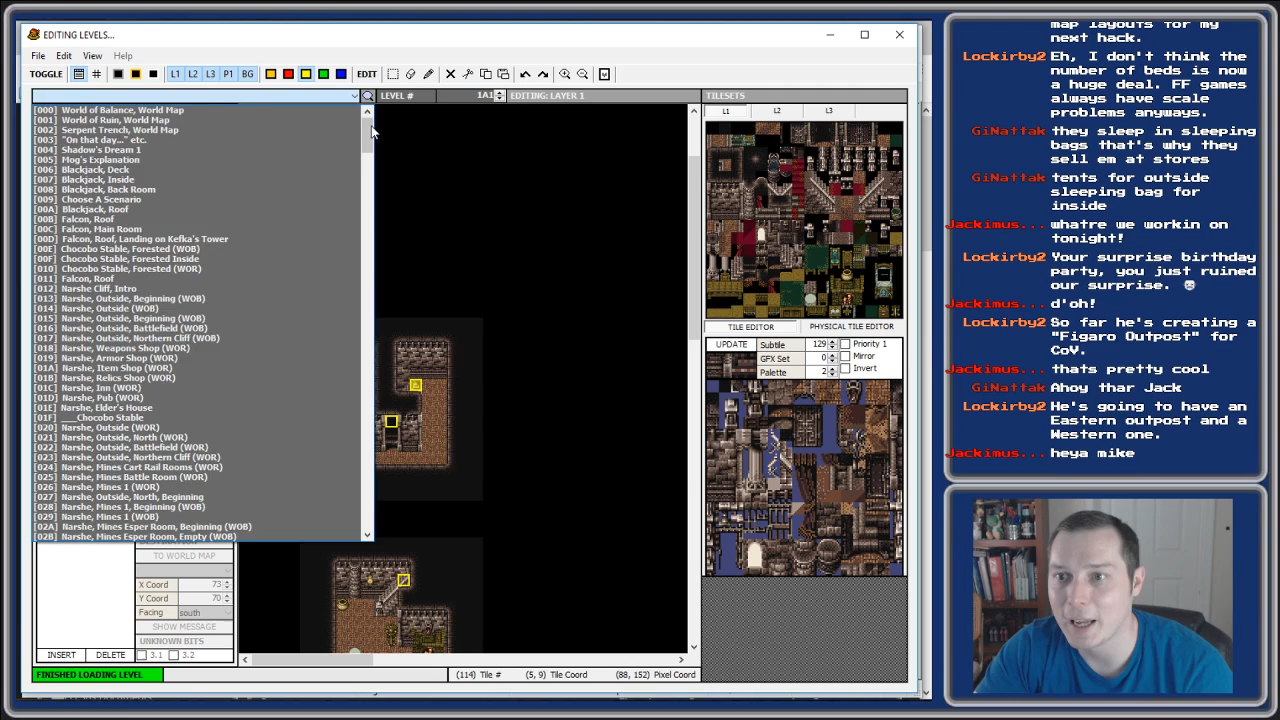 EDITING LEVELS...
File Edit View Help
TOGGLE L1 L2 L3 P1 BG EDIT
LEVEL # 1A1 EDITING: LAYER 1 TILESETS
L1 L2 L3
[000] World of Balance, World Map
[001] World of Ruin, World Map
[002] Serpent Trench, World Map
[003] "On that day..." etc.
[004] Shadow's Dream 1
[005] Mog's Explanation
[006] Blackjack, Deck
[007] Blackjack, Inside
[008] Blackjack, Back Room
[009] Choose A Scenario
[00A] Blackjack, Roof
[00B] Falcon, Roof
[00C] Falcon, Main Room
[00D] Falcon, Roof, Landing on Kefka's Tower
[00E] Chocobo Stable, Forested (WOB)
[00F] Chocobo Stable, Forested Inside
[010] Chocobo Stable, Forested (WOR)
[011] Falcon, Roof
[012] Narshe Cliff, Intro
[013] Narshe, Outside, Beginning (WOB)
[014] Narshe, Outside (WOB)
[015] Narshe, Outside, Beginning (WOB)
[016] Narshe, Outside, Battlefield (WOB)
[017] Narshe, Outside, Northern Cliff (WOB)
[018] Narshe, Weapons Shop (WOR)
[019] Narshe, Armor Shop (WOR)
[01A] Narshe, Item Shop (WOR)
[01B] Narshe, Relics Shop (WOR)
[01C] Narshe, Inn (WOR)
[01D] Narshe, Pub (WOR)
[01E] Narshe, Elder's House
[01F] ____Chocobo Stable
[020] Narshe, Outside (WOR)
[021] Narshe, Outside, North (WOR)
[022] Narshe, Outside, Battlefield (WOR)
[023] Narshe, Outside, Northern Cliff (WOR)
[024] Narshe, Mines Cart Rail Rooms (WOR)
[025] Narshe, Mines Battle Room (WOR)
[026] Narshe, Mines 1 (WOR)
[027] Narshe, Outside, North, Beginning
[028] Narshe, Mines 1, Beginning (WOB)
[029] Narshe, Mines 1 (WOB)
[02A] Narshe, Mines Esper Room, Beginning (WOB)
[02B] Narshe, Mines Esper Room, Empty (WOB)
TO WORLD MAP
X Coord 73
Y Coord 70
Facing south
SHOW MESSAGE
UNKNOWN BITS
INSERT DELETE 3.1 3.2
FINISHED LOADING LEVEL (114) Tile # (5, 9) Tile Coord (88, 152) Pixel Coord
TILE EDITOR PHYSICAL TILE EDITOR
UPDATE Subtile 129 Priority 1
GFX Set 0 Mirror
Palette 2 Invert
map layouts for my
next hack.
Lockirby2 Eh, I don't think the
number of beds is now
a huge deal. FF games
always have scale
problems anyways.
GiNattak they sleep in sleeping
bags that's why they
sell em at stores
GiNattak tents for outside
sleeping bag for
inside
Jackimus... whatre we workin on
tonight!
Lockirby2 Your surprise birthday
party, you just ruined
our surprise.
Jackimus... d'oh!
Lockirby2 So far he's creating a
"Figaro Outpost" for
CoV.
Jackimus... thats pretty cool
GiNattak Ahoy thar Jack
Lockirby2 He's going to have an
Eastern outpost and a
Western one.
Jackimus... heya mike